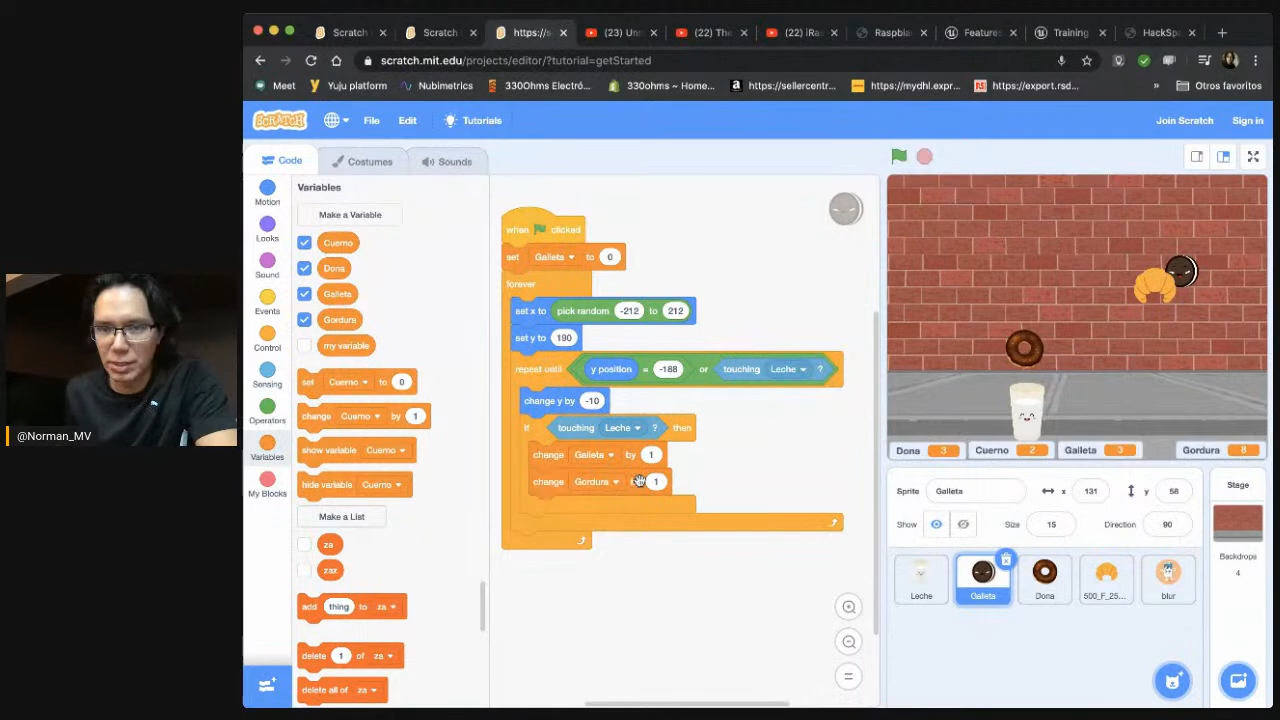 Scratch
Scratch
https://s
(23) Un
(22) The
(22) iRas
Raspbia
Features
Training
HackSp
scratch.mit.edu/projects/editor/?tutorial=getStarted
Meet
Yuju platform
Nubimetrics
330Ohms Electró...
330ohms ~ Home...
https://sellercentr...
https://mydhl.expr...
https://export.rsd...
»
Otros favoritos
SCRATCH
File
Edit
Tutorials
Join Scratch
Sign in
Code
Costumes
Sounds
Motion
Looks
Sound
Events
Control
Sensing
Operators
Variables
My Blocks
Variables
Make a Variable
Cuerno
Dona
Galleta
Gordura
my variable
set Cuerno to 0
change Cuerno by 1
show variable Cuerno
hide variable Cuerno
Make a List
za
zaz
add thing to za
delete 1 of za
delete all of za
when clicked
set Galleta to 0
forever
set x to pick random -212 to 212
set y to 190
repeat until y position = -188 or touching Leche ?
change y by -10
if touching Leche ? then
change Galleta by 1
change Gordura 1
Dona 3
Cuerno 2
Galleta 3
Gordura 8
Sprite Galleta x 131 y 58
Show Size 15 Direction 90
Leche
Galleta
Dona
500_F_25...
blur
Stage
Backdrops
4
@Norman_MV